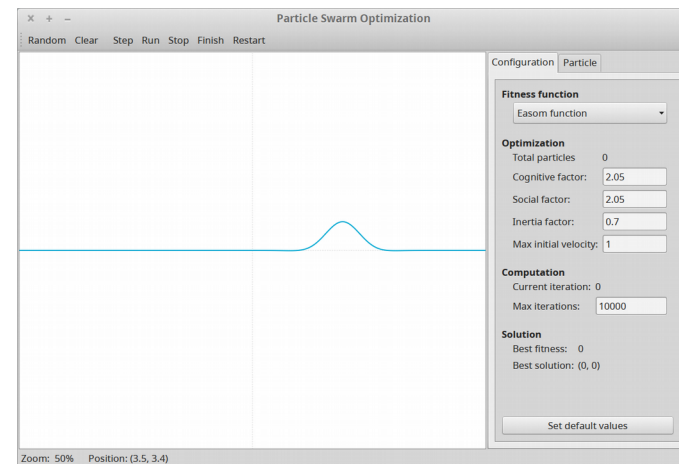 x + –
Particle Swarm Optimization
Random Clear Step Run Stop Finish Restart
Configuration Particle
Fitness function
Easom function
Optimization
Total particles 0
Cognitive factor: 2.05
Social factor: 2.05
Inertia factor: 0.7
Max initial velocity: 1
Computation
Current iteration: 0
Max iterations: 10000
Solution
Best fitness: 0
Best solution: (0, 0)
Set default values
Zoom: 50% Position: (3.5, 3.4)